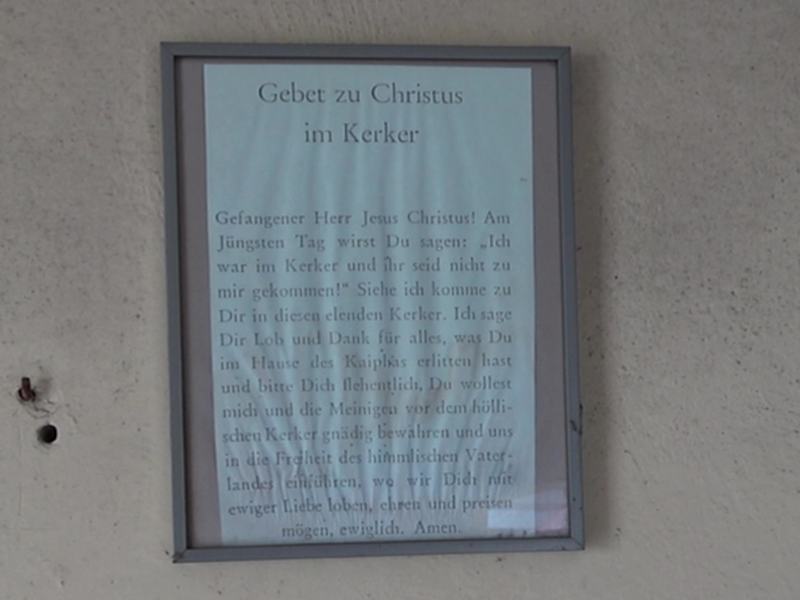 Gebet zu Christus
im Kerker
Gefangener Herr Jesus Christus! Am
Jüngsten Tag wirst Du sagen: „Ich
war im Kerker und ihr seid nicht zu
mir gekommen!“ Siehe ich komme zu
Dir in diesen elenden Kerker. Ich sage
Dir Lob und Dank für alles, was Du
im Hause des Kaiphas erlitten hast
und bitte Dich flehentlich, Du wollest
mich und die Meinigen vor dem hölli-
schen Kerker gnädig bewahren und uns
in die Freiheit des himmlischen Vater-
landes einführen, wo wir Dich mit
ewiger Liebe loben, ehren und preisen
mögen, ewiglich. Amen.